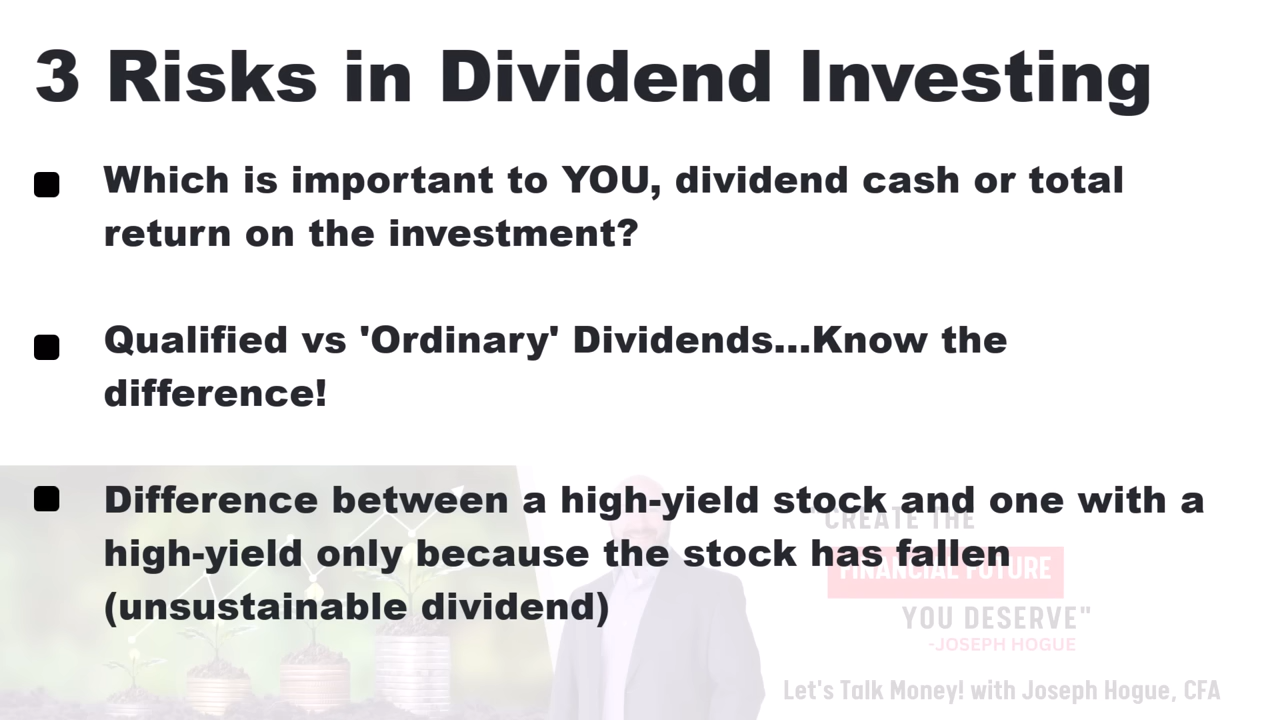 3 Risks in Dividend Investing
Which is important to YOU, dividend cash or total
return on the investment?
Qualified vs 'Ordinary' Dividends...Know the
difference!
Difference between a high-yield stock and one with a
high-yield only because the stock has fallen
(unsustainable dividend)
CREATE THE
FINANCIAL FUTURE
YOU DESERVE"
-JOSEPH HOGUE
Let's Talk Money! with Joseph Hogue, CFA